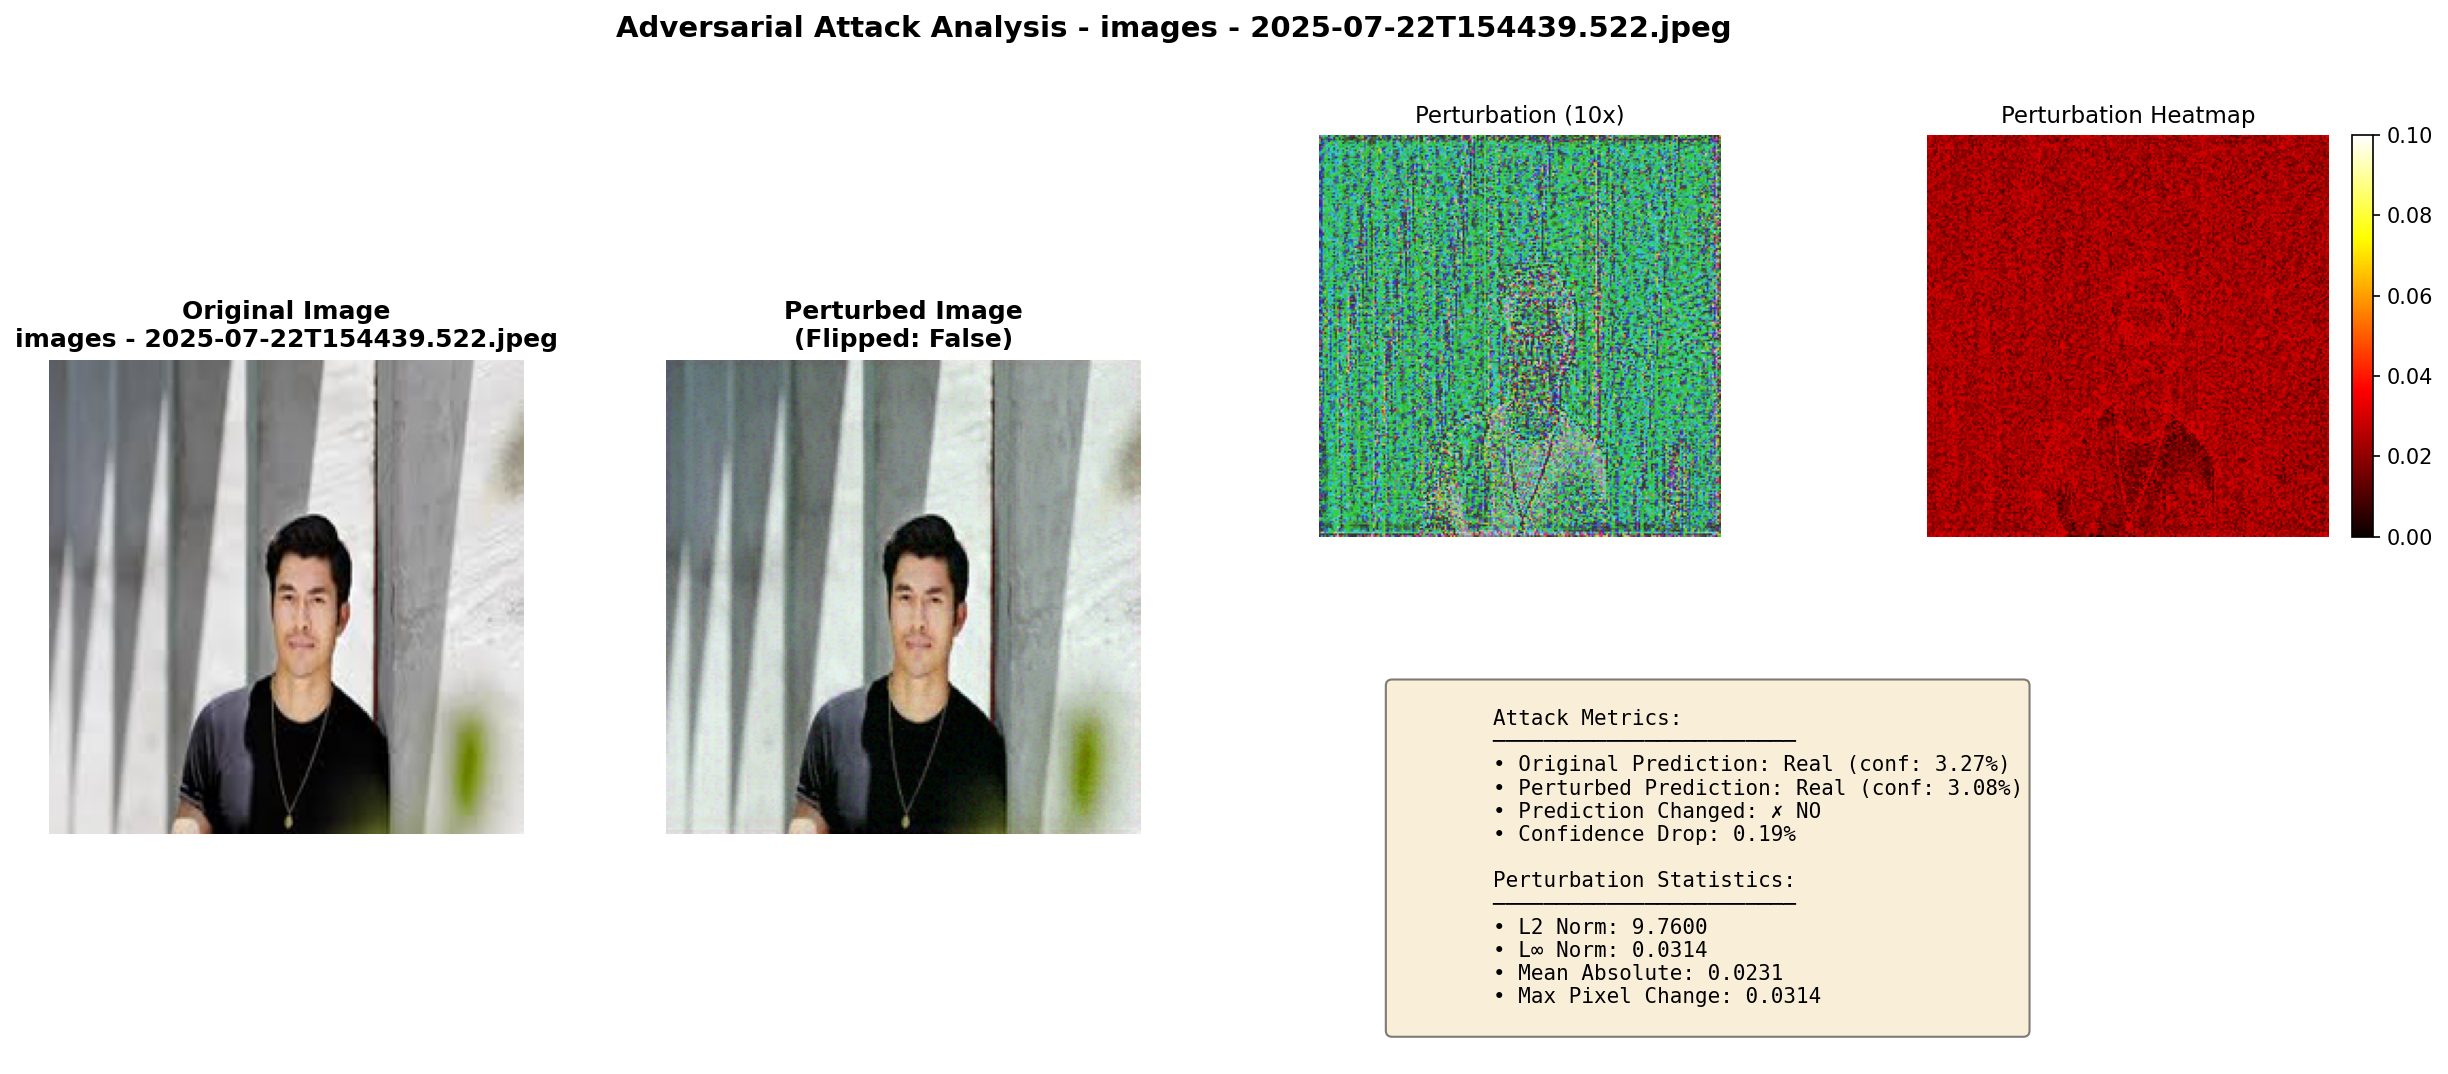 Adversarial Attack Analysis - images - 2025-07-22T154439.522.jpeg
Original Image
images - 2025-07-22T154439.522.jpeg
Perturbed Image
(Flipped: False)
Perturbation (10x)
Perturbation Heatmap
0.10
0.08
0.06
0.04
0.02
0.00
Attack Metrics:
• Original Prediction: Real (conf: 3.27%)
• Perturbed Prediction: Real (conf: 3.08%)
• Prediction Changed: ✗ NO
• Confidence Drop: 0.19%
Perturbation Statistics:
• L2 Norm: 9.7600
• L∞ Norm: 0.0314
• Mean Absolute: 0.0231
• Max Pixel Change: 0.0314